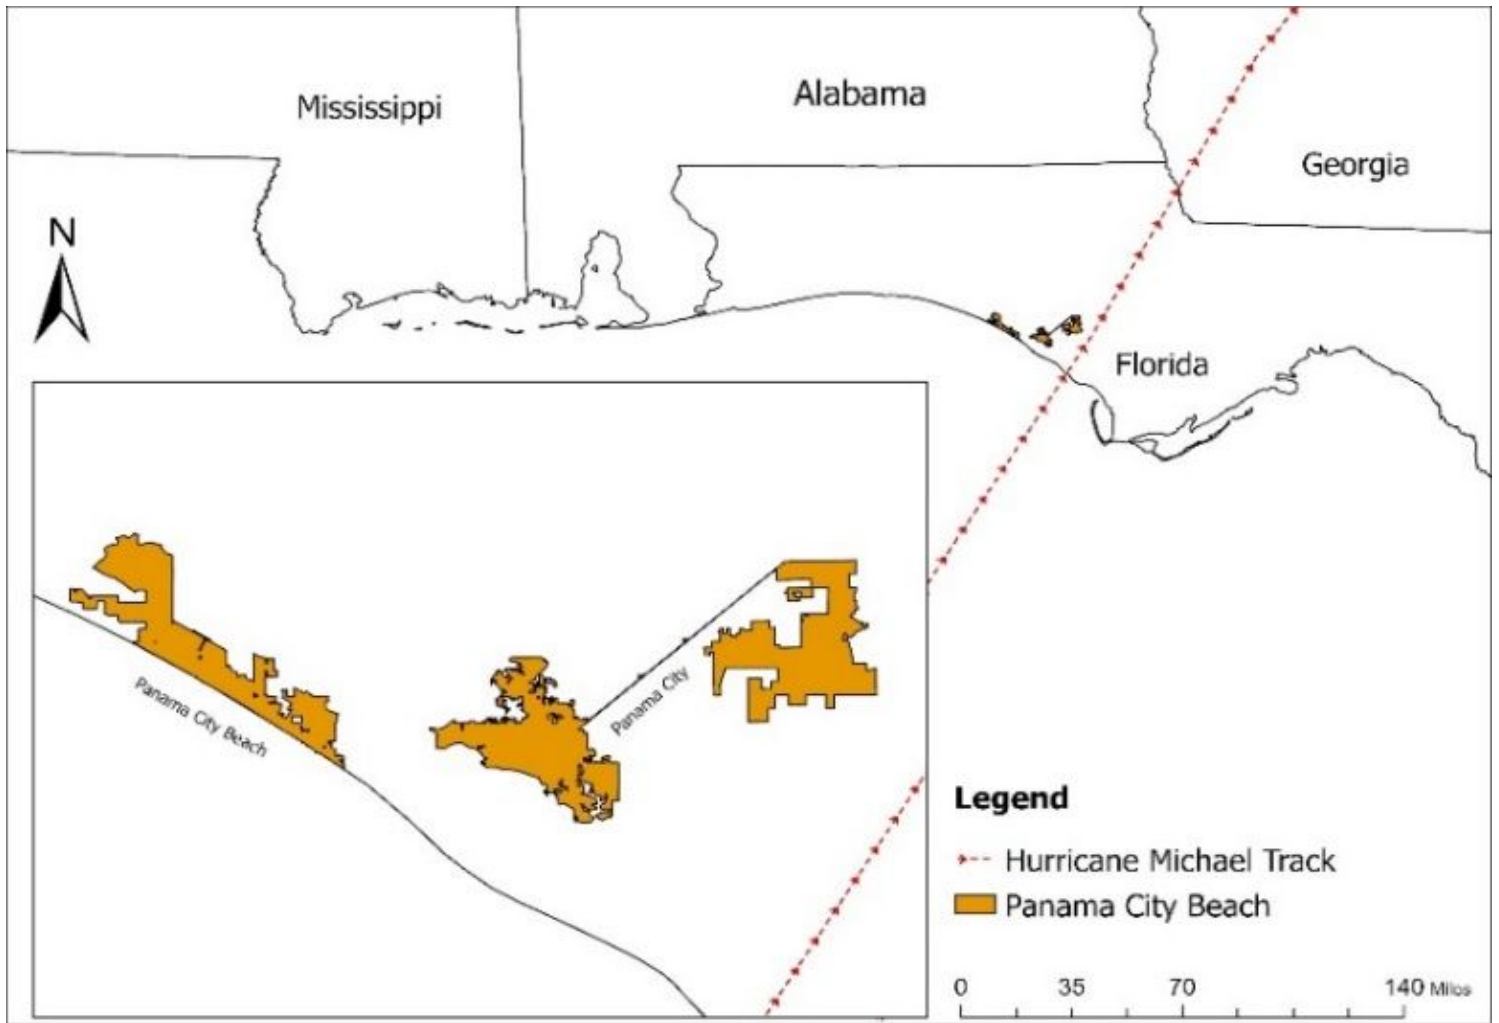 Mississippi
Alabama
Georgia
N
Florida
Panama City Beach
Panama City
Legend
Hurricane Michael Track
Panama City Beach
0 35 70 140 Milos